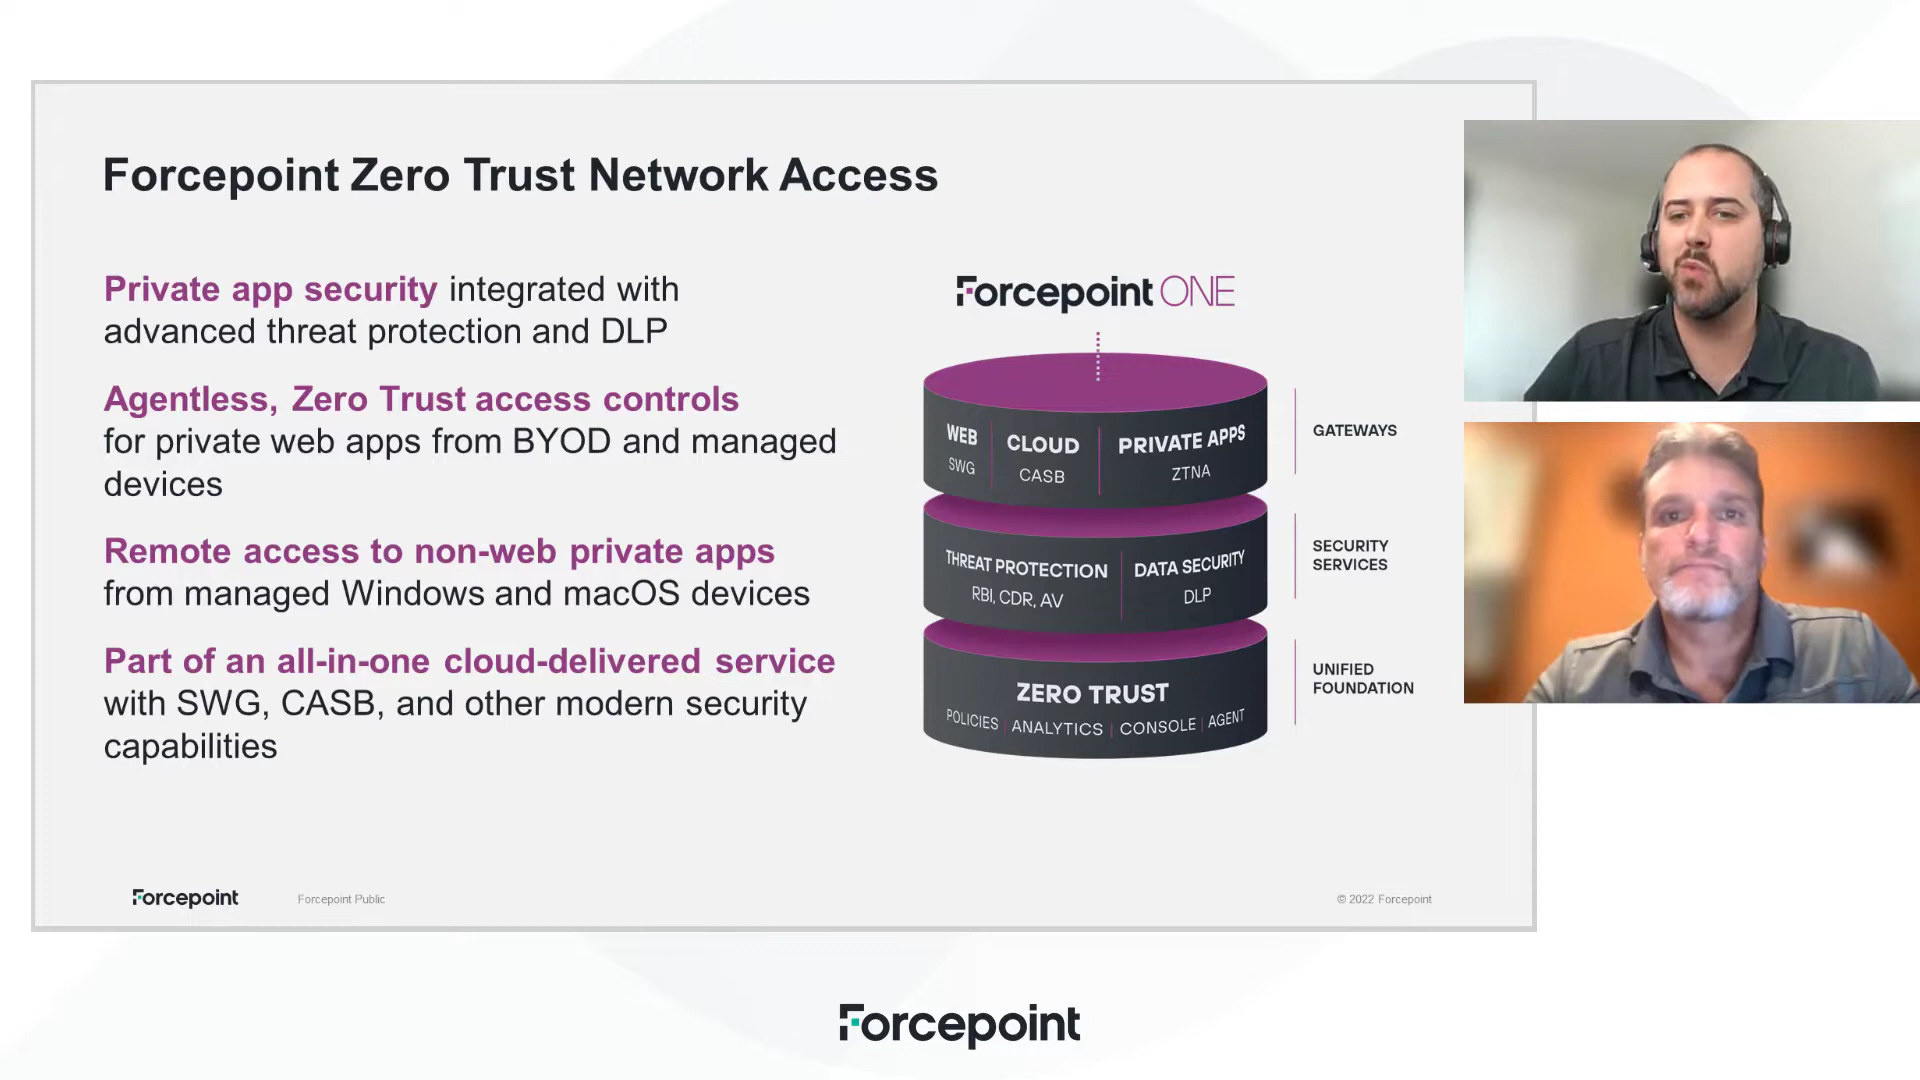 Forcepoint Zero Trust Network Access
Private app security integrated with
advanced threat protection and DLP
Agentless, Zero Trust access controls
for private web apps from BYOD and managed
devices
Remote access to non-web private apps
from managed Windows and macOS devices
Part of an all-in-one cloud-delivered service
with SWG, CASB, and other modern security
capabilities
Forcepoint ONE
WEB
SWG
CLOUD
CASB
PRIVATE APPS
ZTNA
GATEWAYS
THREAT PROTECTION
RBI, CDR, AV
DATA SECURITY
DLP
SECURITY
SERVICES
ZERO TRUST
POLICIES | ANALYTICS | CONSOLE | AGENT
UNIFIED
FOUNDATION
Forcepoint
Forcepoint Public
© 2022 Forcepoint
Forcepoint